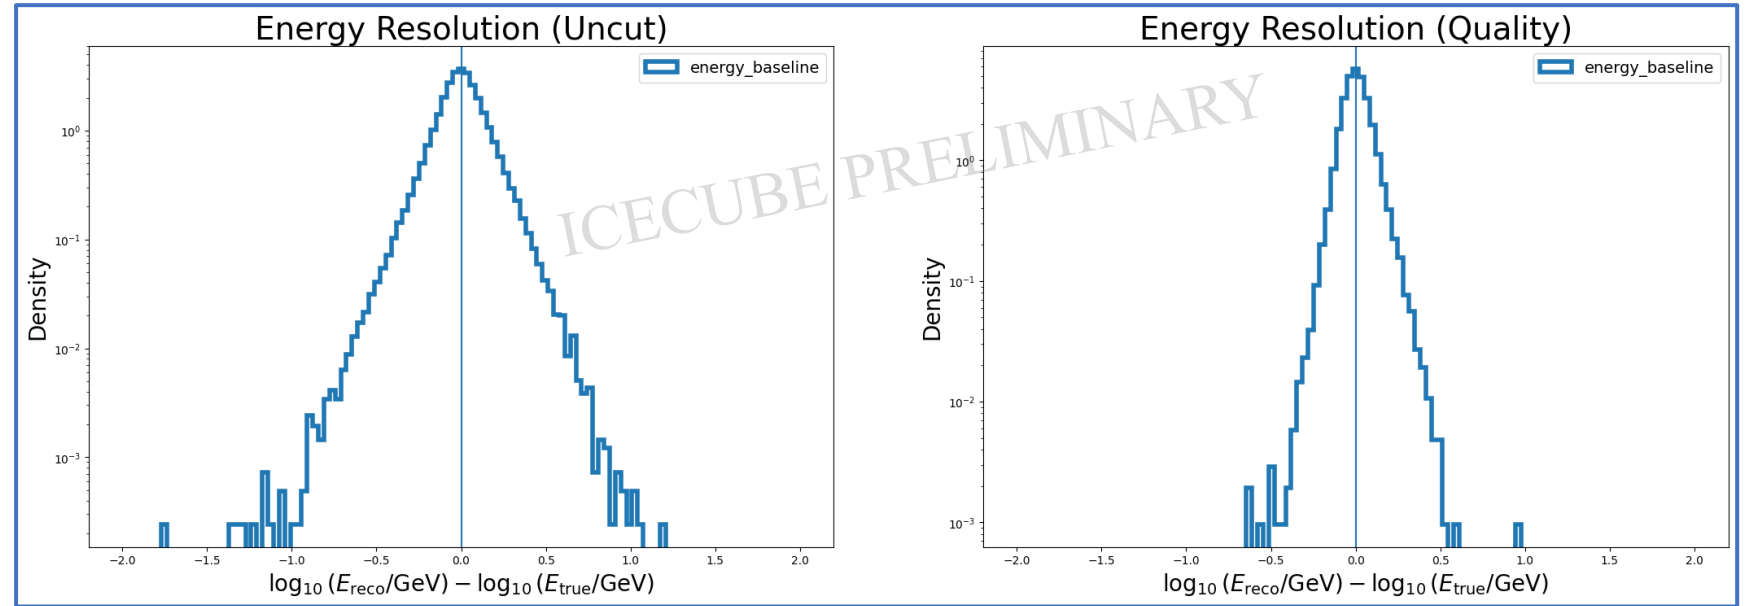 Energy Resolution (Uncut)
energy_baseline
10^0
10^-1
10^-2
10^-3
Density
−2.0 −1.5 −1.0 −0.5 0.0 0.5 1.0 1.5 2.0
log10 (Ereco/GeV) − log10 (Etrue/GeV)
Energy Resolution (Quality)
energy_baseline
10^0
10^-1
10^-2
10^-3
Density
−2.0 −1.5 −1.0 −0.5 0.0 0.5 1.0 1.5 2.0
log10 (Ereco/GeV) − log10 (Etrue/GeV)
ICECUBE PRELIMINARY